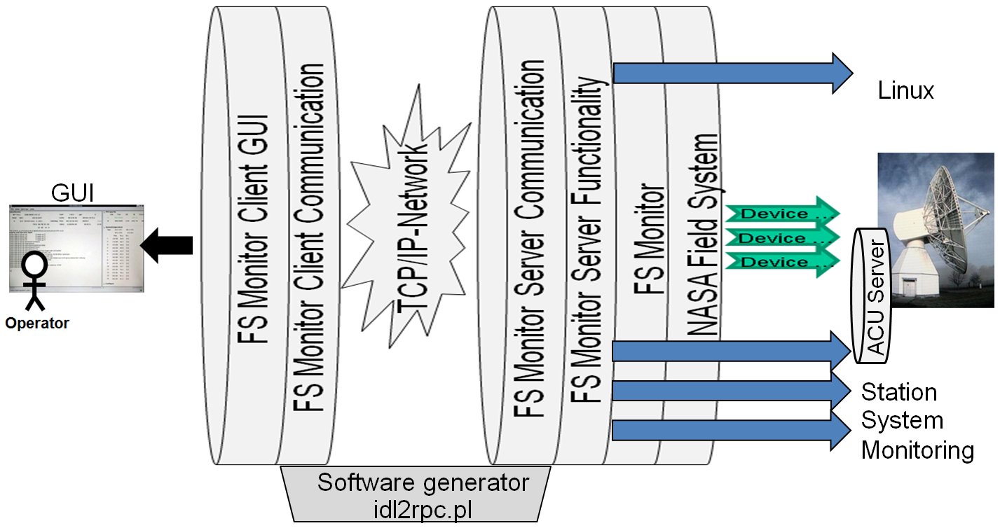 GUI
Operator
FS Monitor Client GUI
FS Monitor Client Communication
TCP/IP-Network
FS Monitor Server Communication
FS Monitor Server Functionality
FS Monitor
NASA Field System
Linux
Device ...
Device ...
Device ...
ACU Server
Station
System
Monitoring
Software generator
idl2rpc.pl